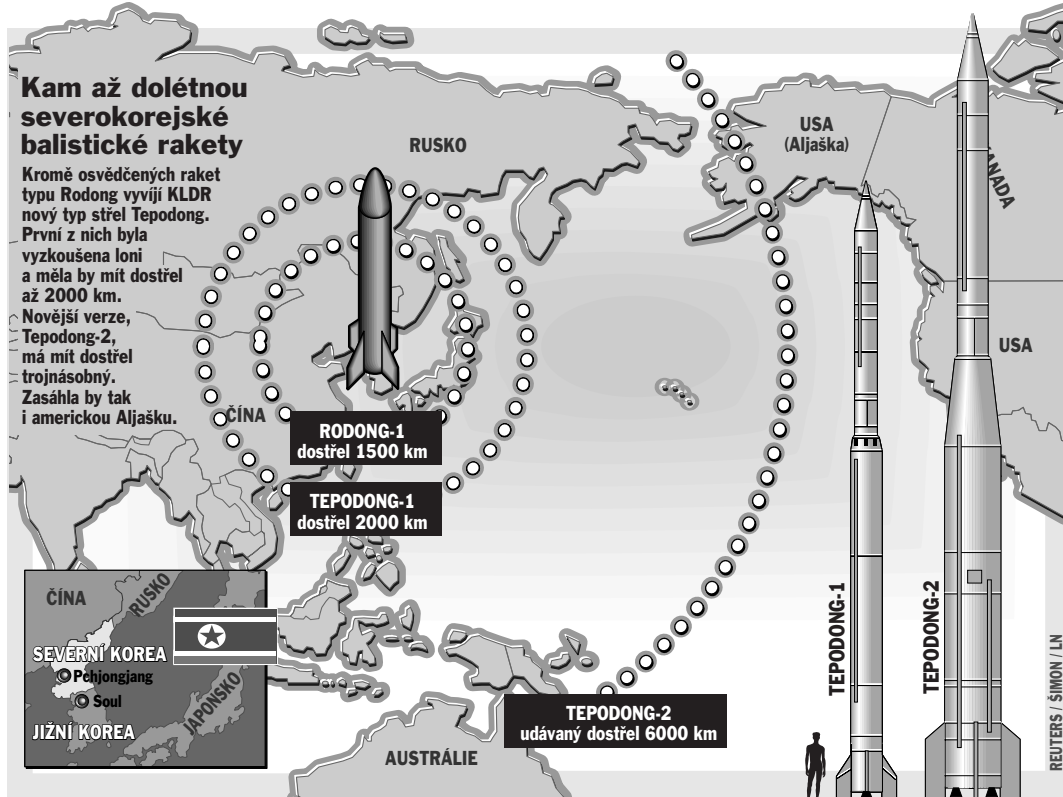 Kam až dolétnou
severokorejské
balistické rakety
Kromě osvědčených raket
typu Rodong vyvíjí KLDR
nový typ střel Tepodong.
První z nich byla
vyzkoušena loni
a měla by mít dostřel
až 2000 km.
Novější verze,
Tepodong-2,
má mít dostřel
trojnásobný.
Zasáhla by tak
i americkou Aljašku.
RUSKO
USA
(Aljaška)
KANADA
USA
ČÍNA
RODONG-1
dostřel 1500 km
TEPODONG-1
dostřel 2000 km
TEPODONG-2
udávaný dostřel 6000 km
AUSTRÁLIE
ČÍNA
RUSKO
SEVERNÍ KOREA
Pchjongjang
Soul
JIŽNÍ KOREA
JAPONSKO
TEPODONG-1
TEPODONG-2
REUTERS / ŠIMON / LN